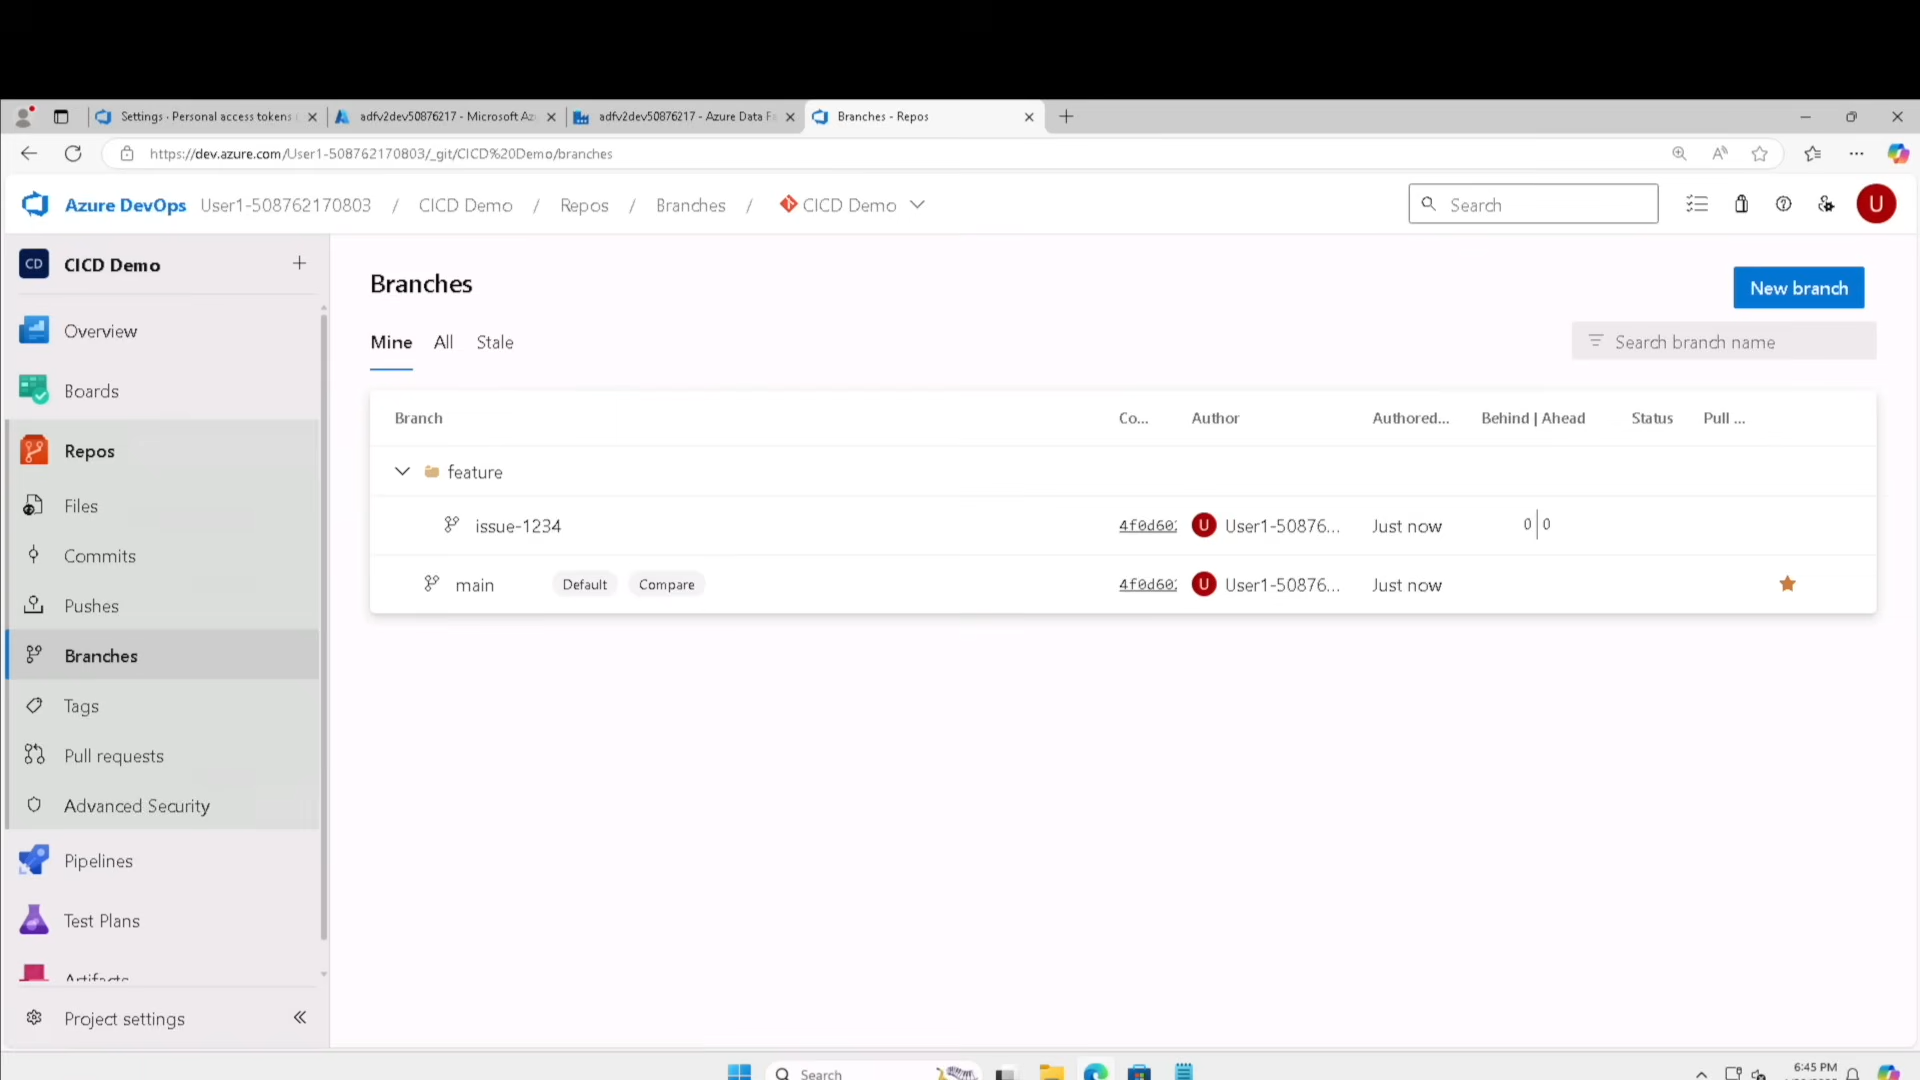 Settings · Personal access tokens
adfv2dev50876217 - Microsoft Az
adfv2dev50876217 - Azure Data F
Branches - Repos
https://dev.azure.com/User1-508762170803/_git/CICD%20Demo/branches
Azure DevOps User1-508762170803 / CICD Demo / Repos / Branches / CICD Demo
Search
U
CD CICD Demo
Overview
Boards
Repos
Files
Commits
Pushes
Branches
Tags
Pull requests
Advanced Security
Pipelines
Test Plans
Artifacts
Project settings
Branches
New branch
Mine All Stale
Search branch name
Branch Co... Author Authored... Behind | Ahead Status Pull ...
feature
issue-1234 4f0d60 U User1-50876... Just now 0 | 0
main Default Compare 4f0d60 U User1-50876... Just now
Search
6:45 PM